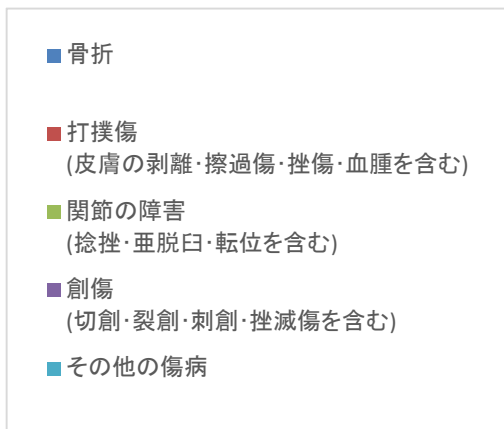 骨折
打撲傷
(皮膚の剥離・擦過傷・挫傷・血腫を含む)
関節の障害
(捻挫・亜脱臼・転位を含む)
創傷
(切創・裂創・刺創・挫滅傷を含む)
その他の傷病